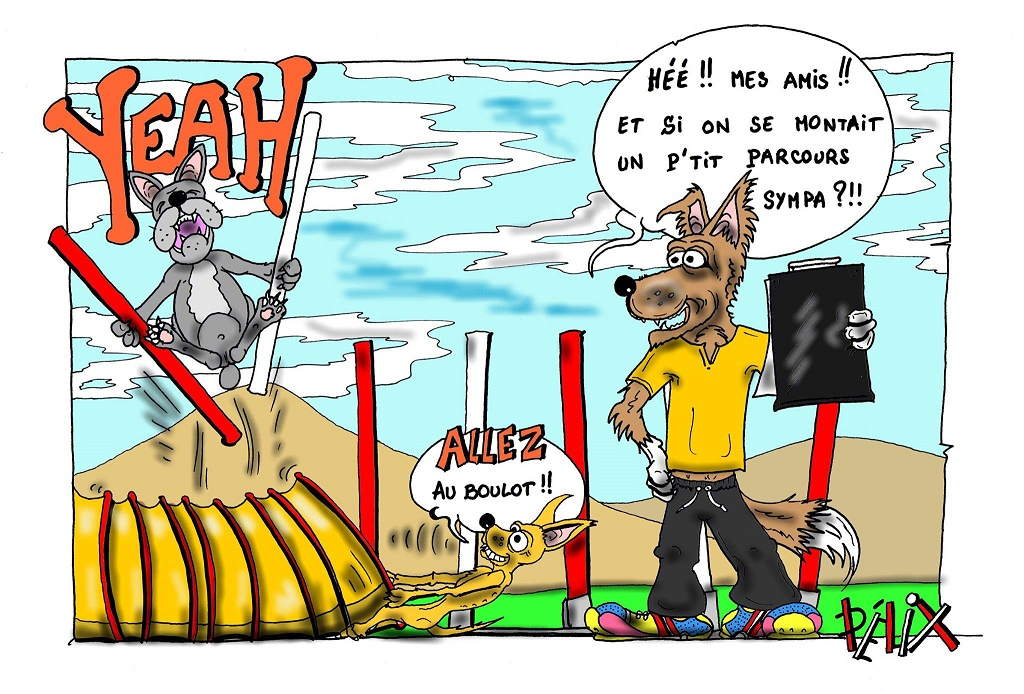 YEAH
HÉÉ !! MES AMIS !!
ET SI ON SE MONTAIT
UN P'TIT PARCOURS
SYMPA ?!!
ALLEZ
AU BOULOT !!
PÉLIX